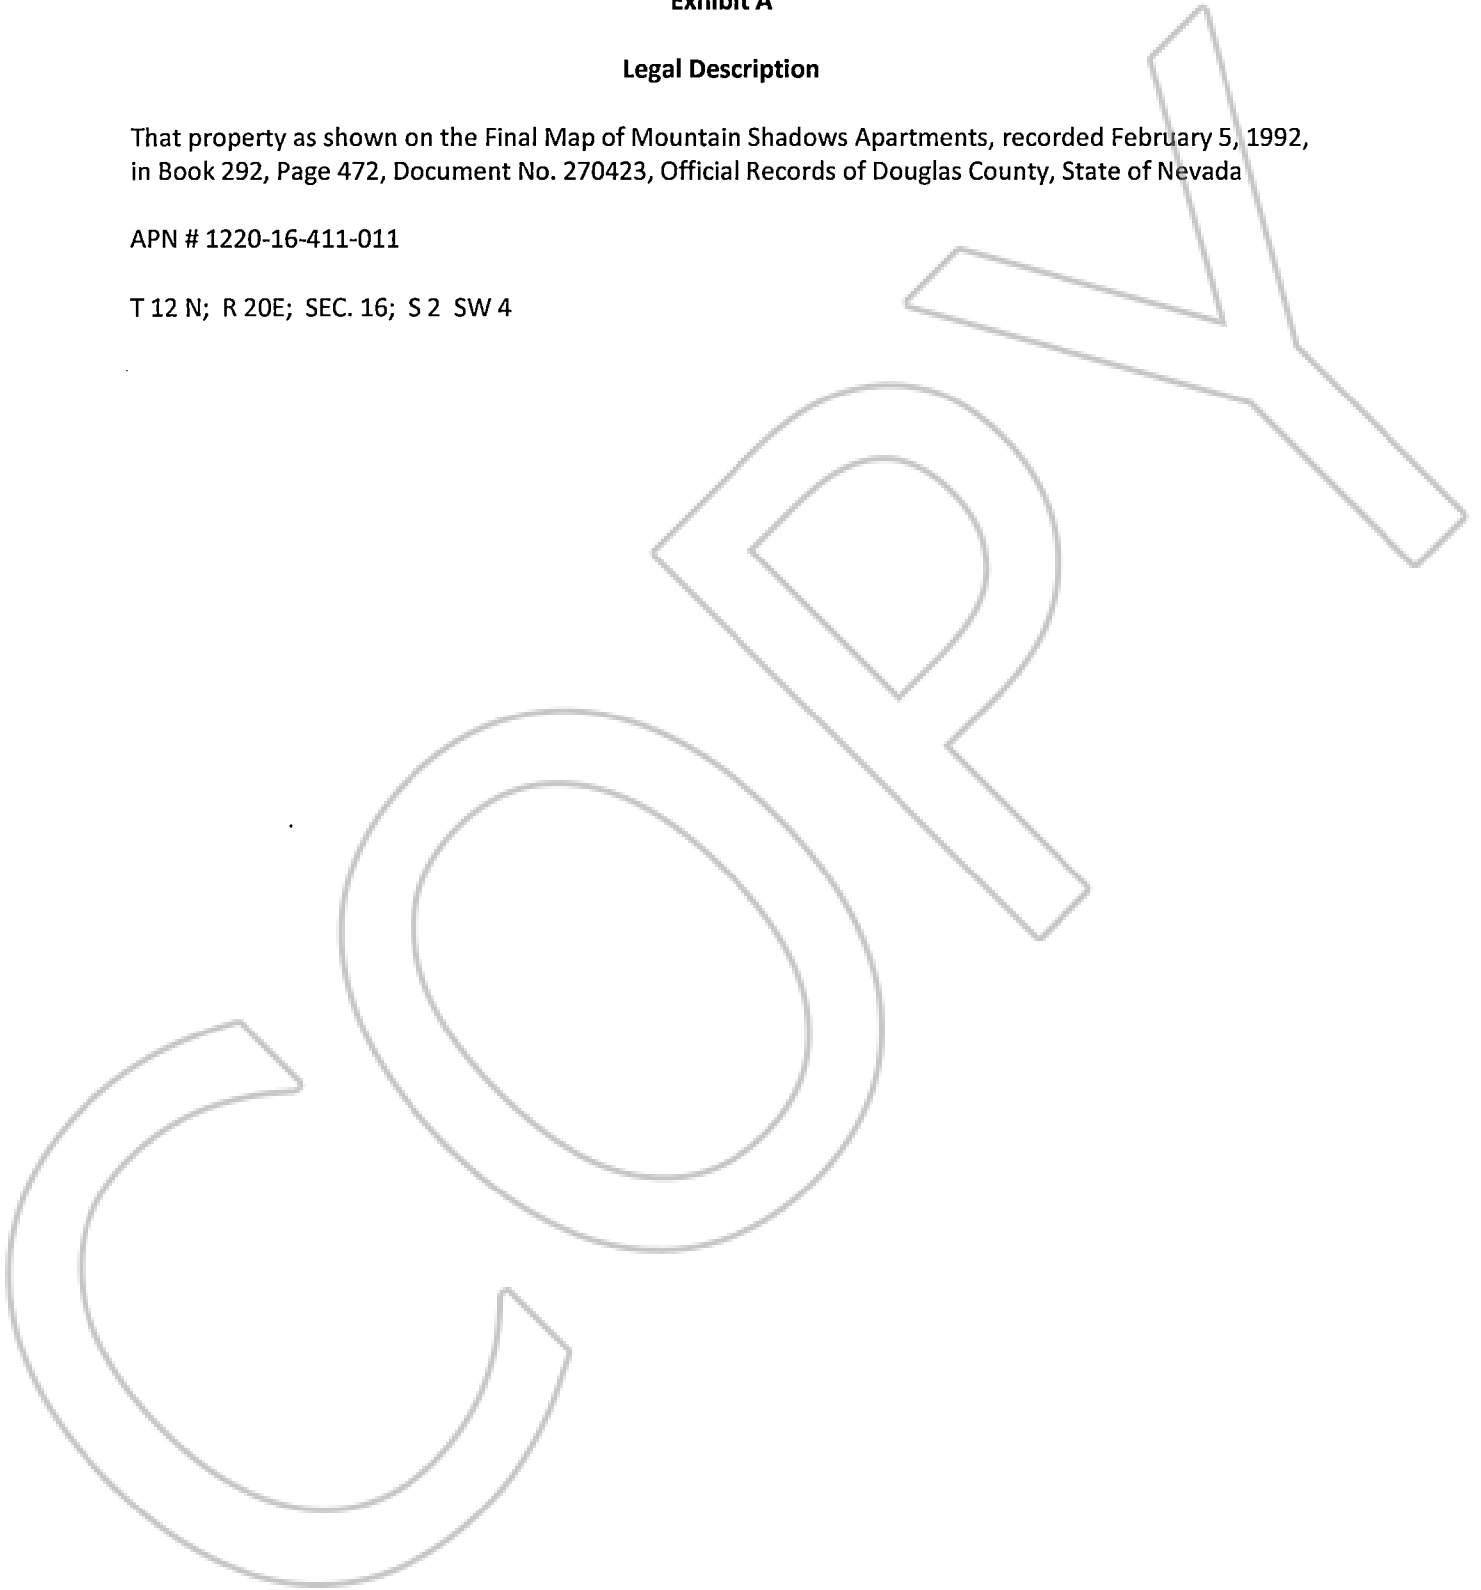 Exhibit A
Legal Description
That property as shown on the Final Map of Mountain Shadows Apartments, recorded February 5, 1992,
in Book 292, Page 472, Document No. 270423, Official Records of Douglas County, State of Nevada
APN # 1220-16-411-011
T 12 N; R 20E; SEC. 16; S 2 SW 4
COPY